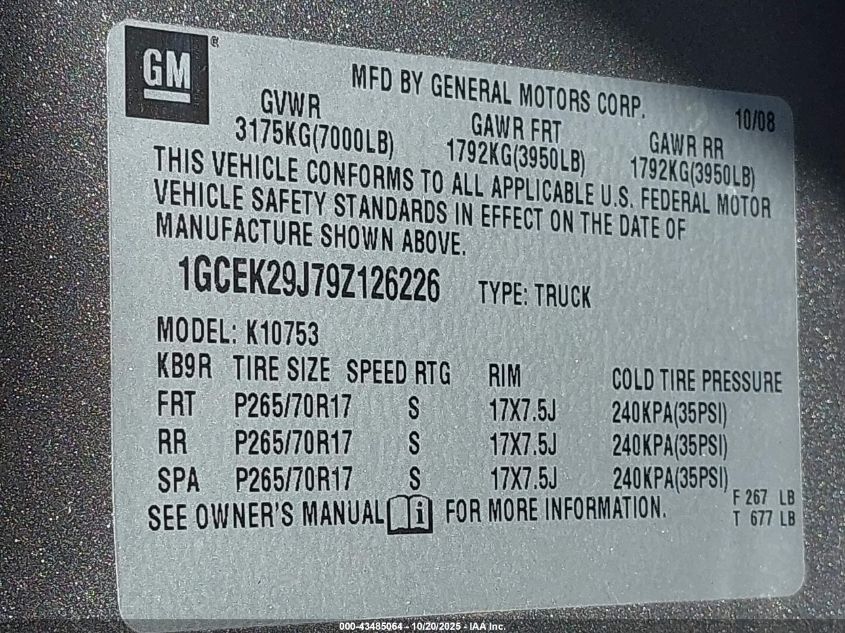 GM®
MFD BY GENERAL MOTORS CORP.
10/08
GVWR GAWR FRT GAWR RR
3175KG(7000LB) 1792KG(3950LB) 1792KG(3950LB)
THIS VEHICLE CONFORMS TO ALL APPLICABLE U.S. FEDERAL MOTOR
VEHICLE SAFETY STANDARDS IN EFFECT ON THE DATE OF
MANUFACTURE SHOWN ABOVE.
1GCEK29J79Z126226 TYPE: TRUCK
MODEL: K10753
KB9R TIRE SIZE SPEED RTG RIM COLD TIRE PRESSURE
FRT P265/70R17 S 17X7.5J 240KPA(35PSI)
RR P265/70R17 S 17X7.5J 240KPA(35PSI)
SPA P265/70R17 S 17X7.5J 240KPA(35PSI)
F 267 LB
SEE OWNER'S MANUAL i FOR MORE INFORMATION.
T 677 LB
000-43485064 - 10/20/2025 - IAA Inc.